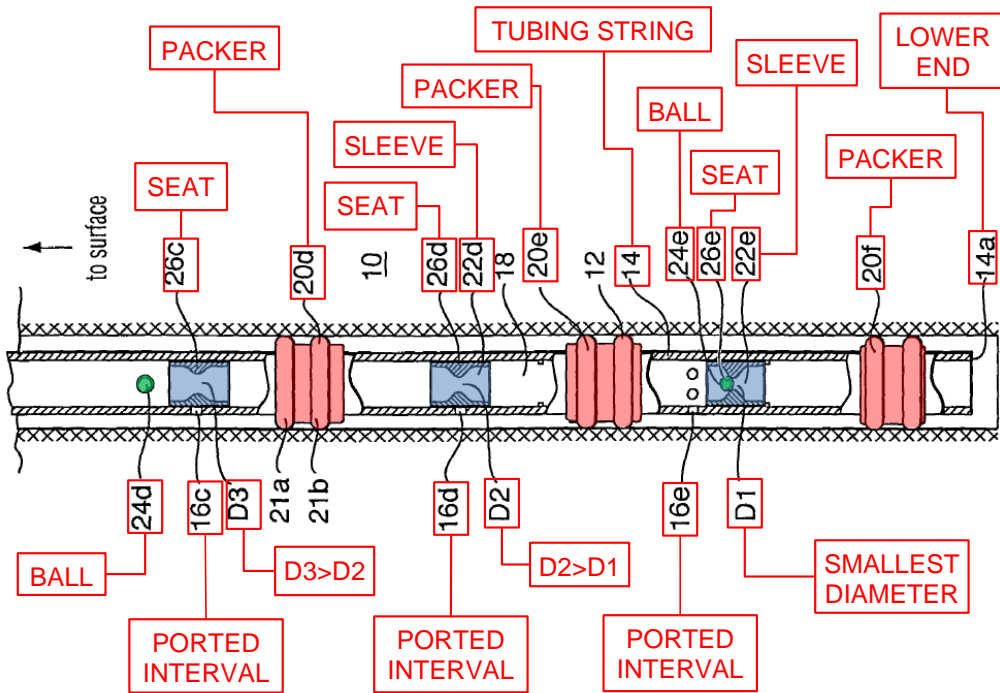 PACKER
TUBING STRING
LOWER
END
PACKER
SLEEVE
BALL
SLEEVE
PACKER
SEAT
SEAT
SEAT
to surface
26c
20d
10
26d
22d
18
20e
12
14
24e
26e
22e
20f
14a
24d
16c
D3
21a
21b
16d
D2
16e
D1
BALL
D3>D2
D2>D1
SMALLEST
DIAMETER
PORTED
INTERVAL
PORTED
INTERVAL
PORTED
INTERVAL